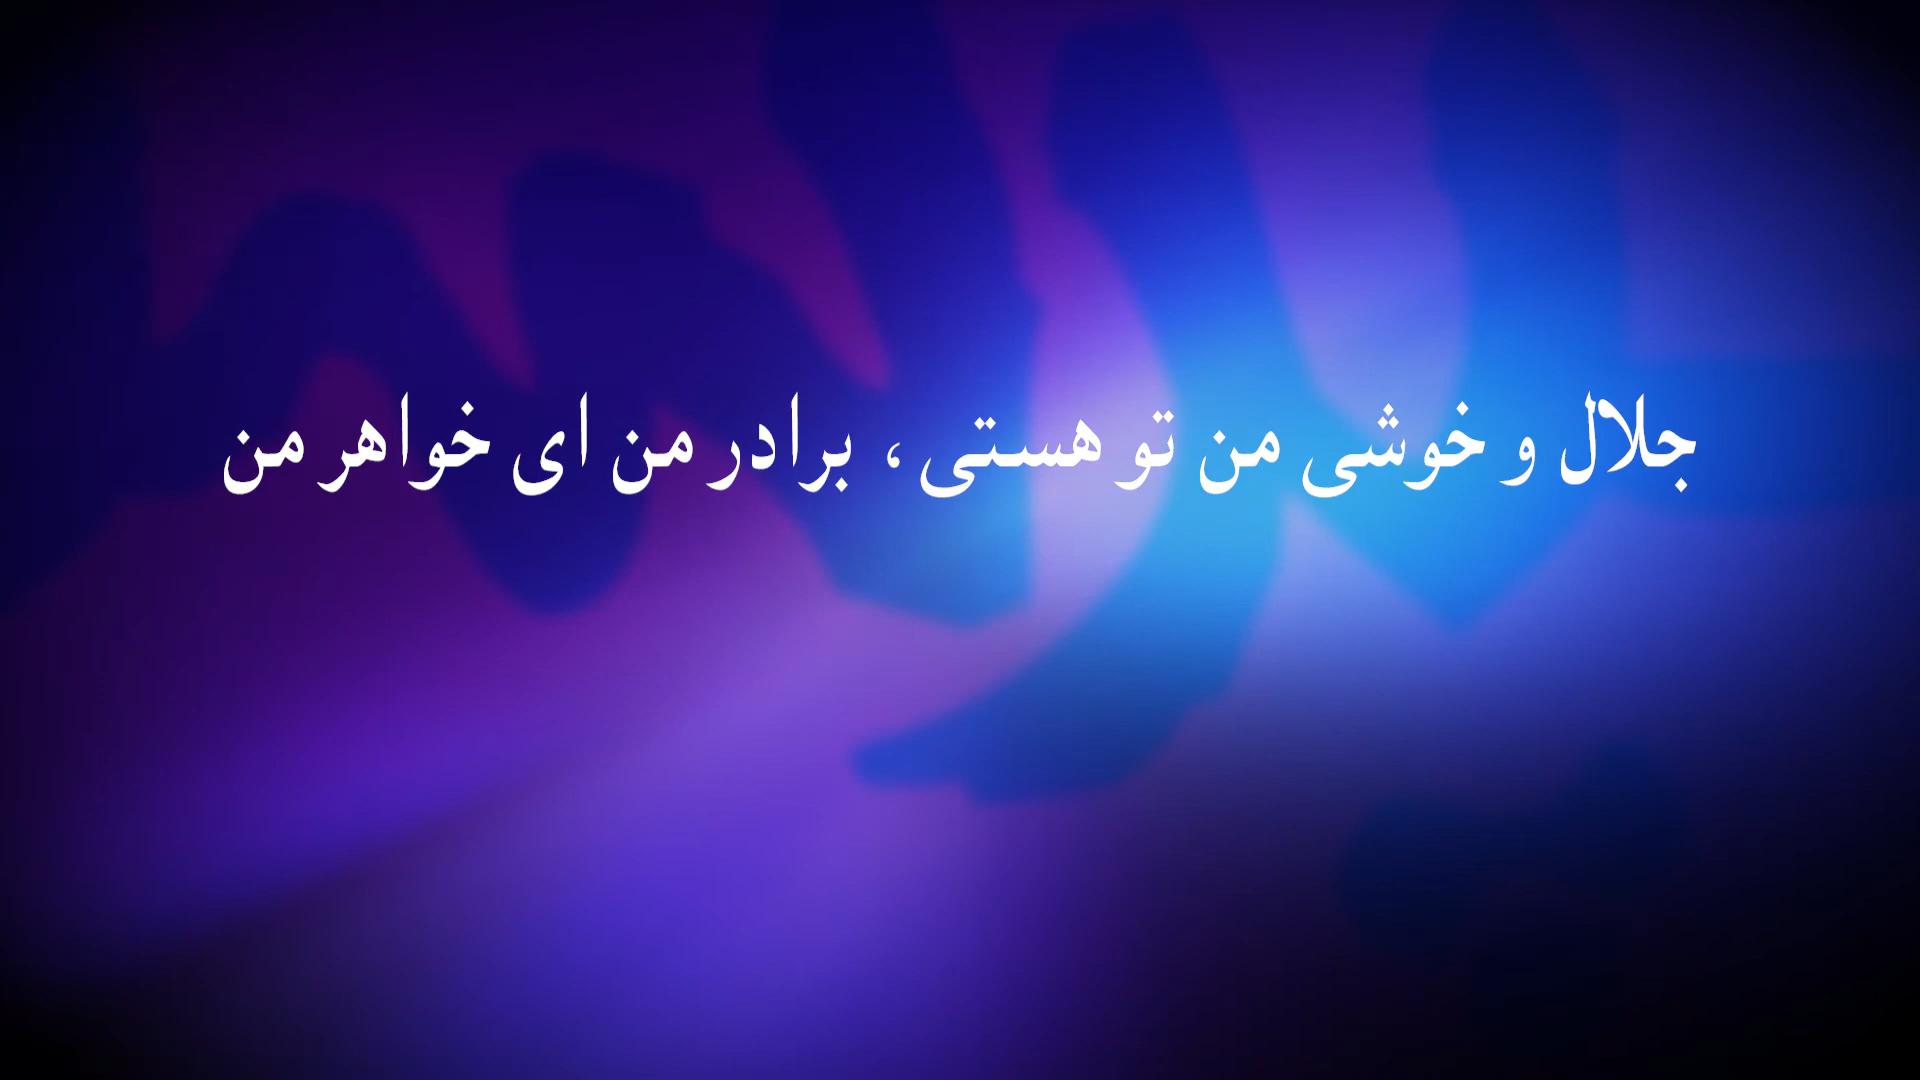 جلال و خوشی من تو هستی ، برادر من ای خواهر من